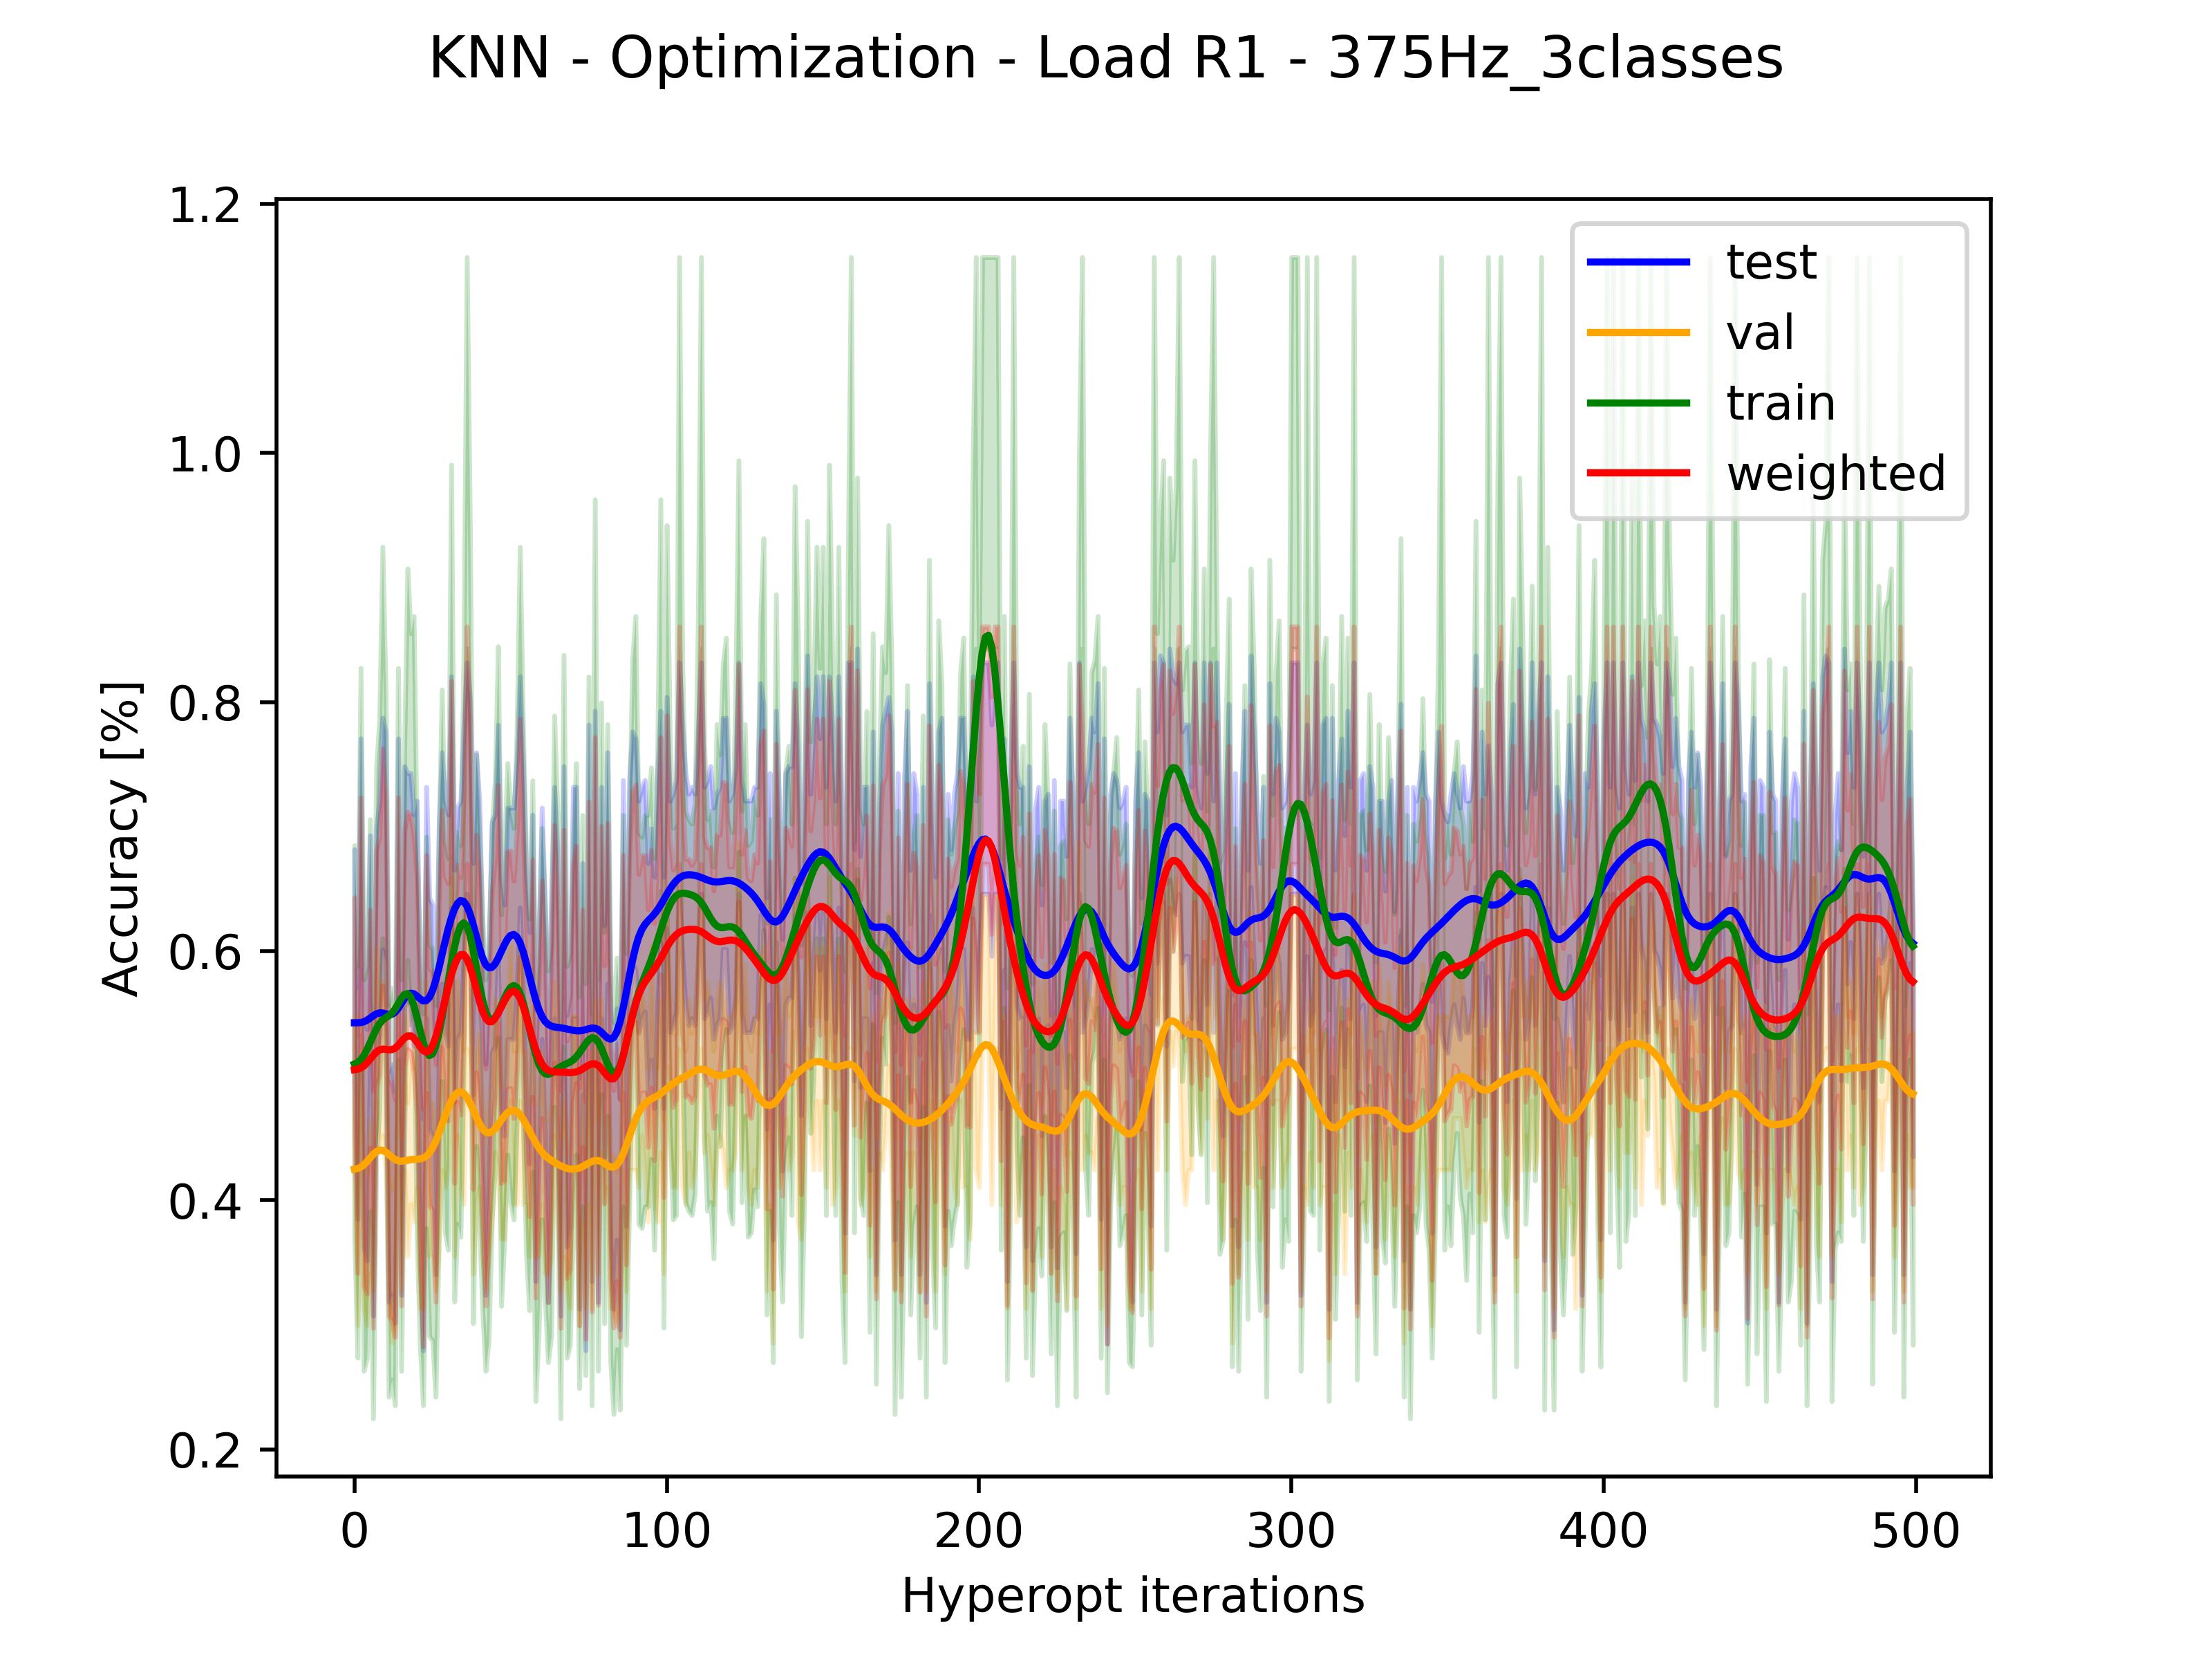 KNN - Optimization - Load R1 - 375Hz_3classes
1.2
1.0
0.8
0.6
0.4
0.2
Accuracy [%]
test
val
train
weighted
0 100 200 300 400 500
Hyperopt iterations